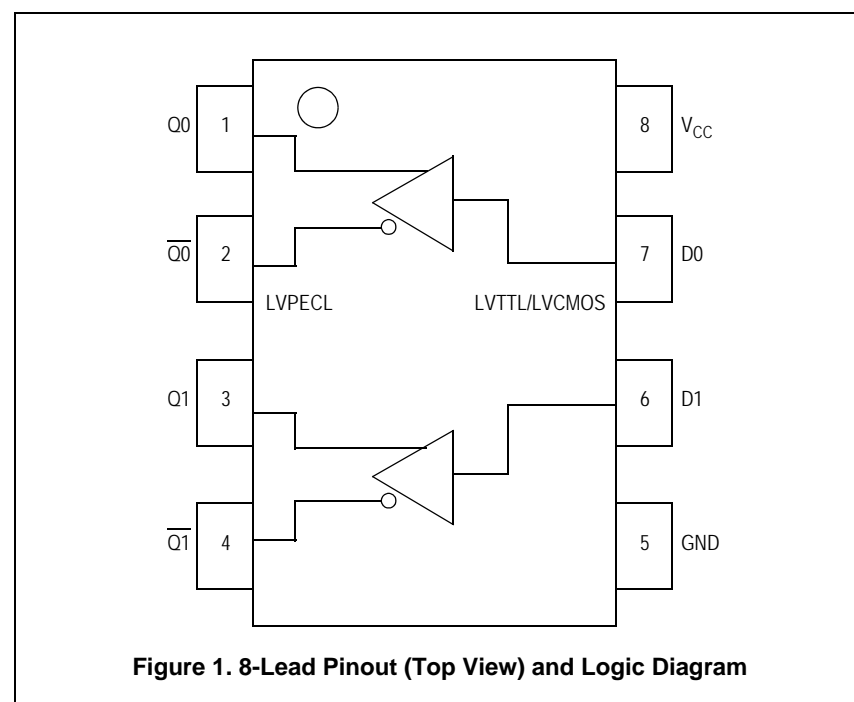 Q0 1 8 VCC
Q0 2 7 D0
LVPECL LVTTL/LVCMOS
Q1 3 6 D1
Q1 4 5 GND
Figure 1. 8-Lead Pinout (Top View) and Logic Diagram